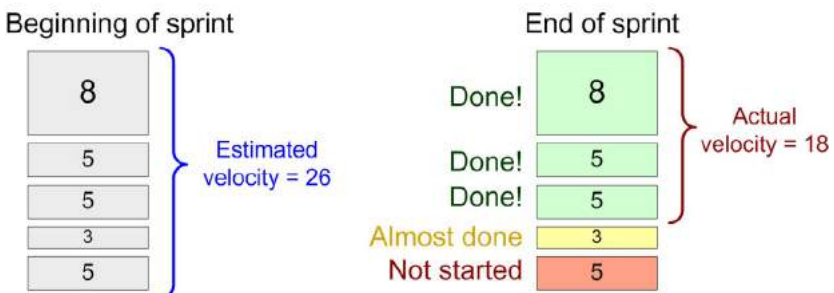 Beginning of sprint
8
5
5
3
5
Estimated
velocity = 26
End of sprint
Done! 8
Done! 5
Done! 5
Almost done 3
Not started 5
Actual
velocity = 18